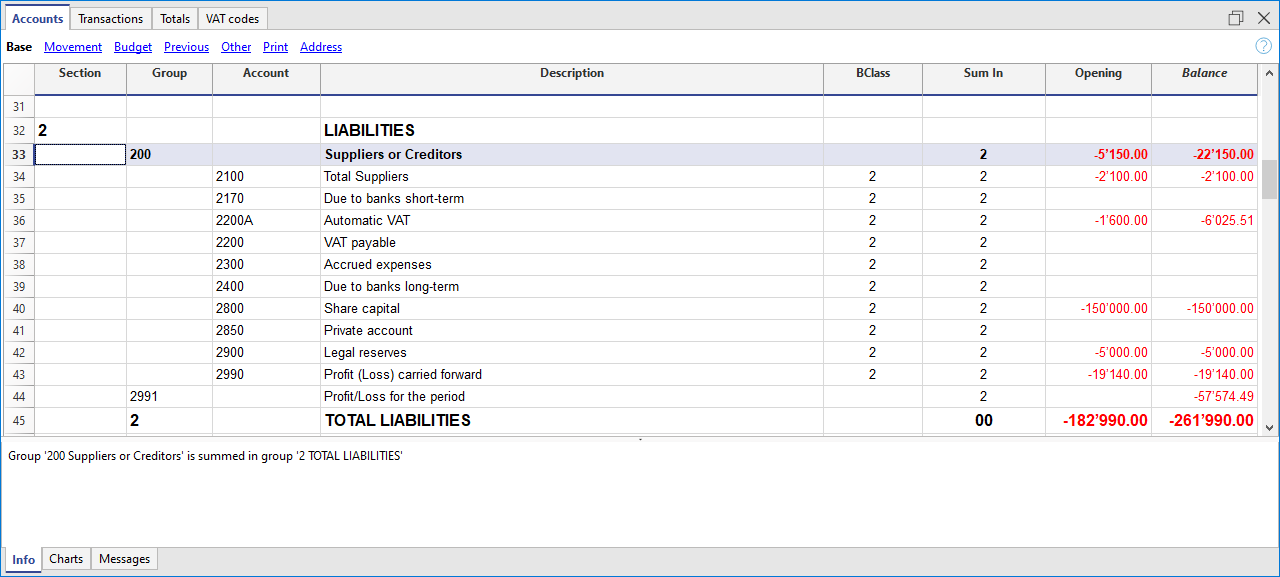 Accounts Transactions Totals VAT codes
Base Movement Budget Previous Other Print Address ?
Section Group Account Description BClass Sum In Opening Balance
31
32 2 LIABILITIES
33 200 Suppliers or Creditors 2 -5’150.00 -22’150.00
34 2100 Total Suppliers 2 2 -2’100.00 -2’100.00
35 2170 Due to banks short-term 2 2
36 2200A Automatic VAT 2 2 -1’600.00 -6’025.51
37 2200 VAT payable 2 2
38 2300 Accrued expenses 2 2
39 2400 Due to banks long-term 2 2
40 2800 Share capital 2 2 -150’000.00 -150’000.00
41 2850 Private account 2 2
42 2900 Legal reserves 2 2 -5’000.00 -5’000.00
43 2990 Profit (Loss) carried forward 2 2 -19’140.00 -19’140.00
44 2991 Profit/Loss for the period 2 -57’574.49
45 2 TOTAL LIABILITIES 00 -182’990.00 -261’990.00
Group '200 Suppliers or Creditors' is summed in group '2 TOTAL LIABILITIES'
Info Charts Messages